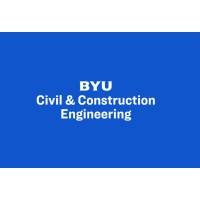 BYU
Civil & Construction
Engineering